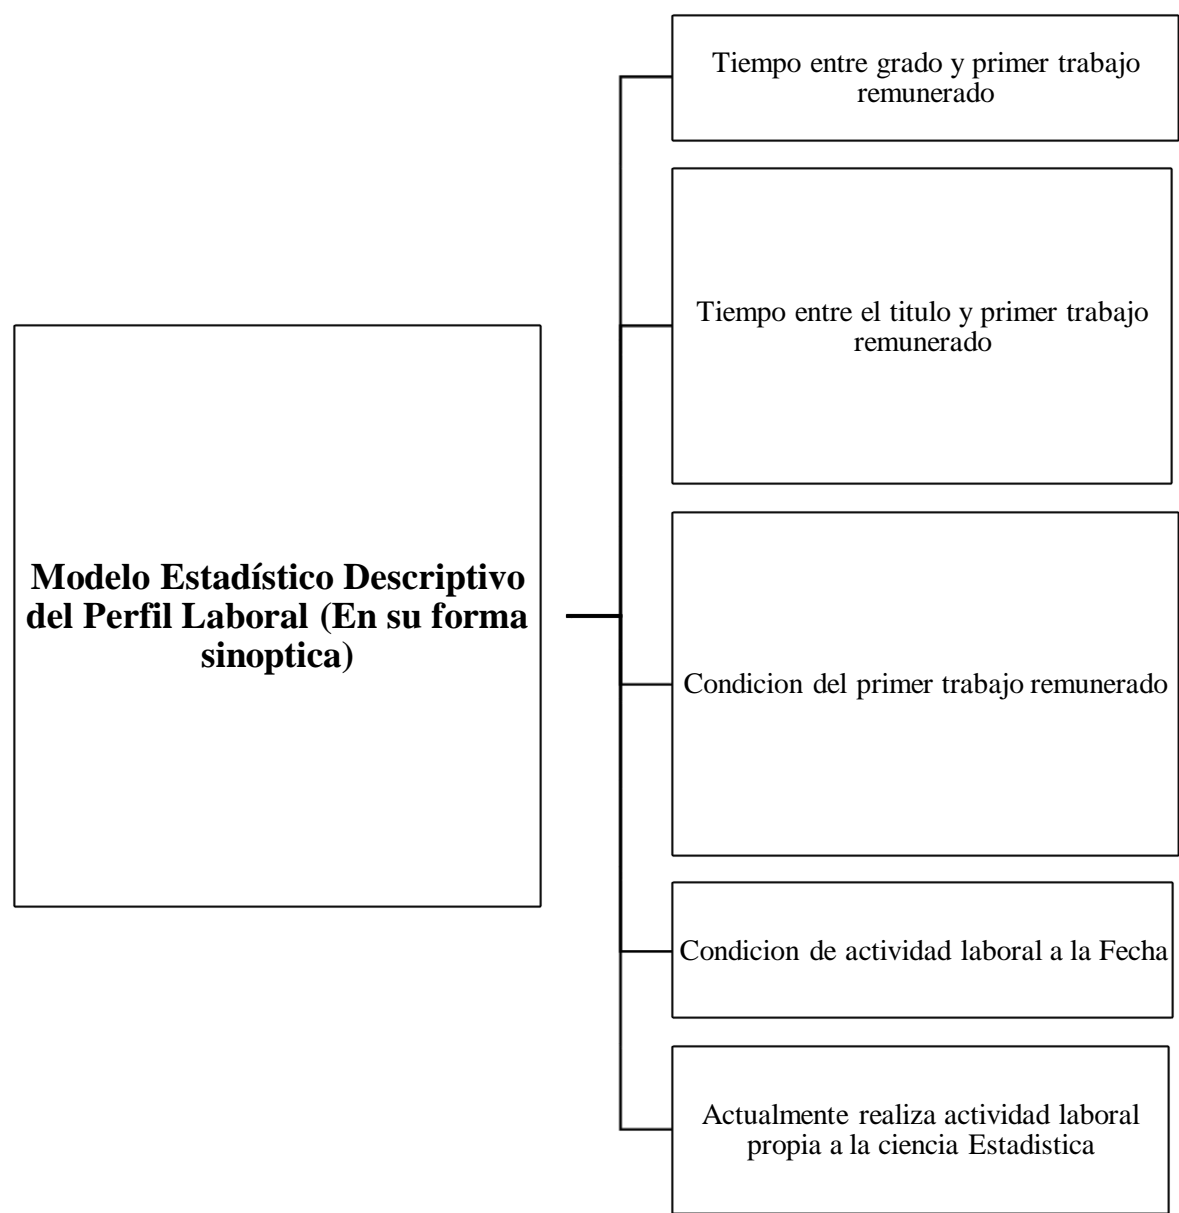 Tiempo entre grado y primer trabajo
remunerado
Tiempo entre el titulo y primer trabajo
remunerado
Modelo Estadístico Descriptivo
del Perfil Laboral (En su forma
sinoptica)
Condicion del primer trabajo remunerado
Condicion de actividad laboral a la Fecha
Actualmente realiza actividad laboral
propia a la ciencia Estadistica